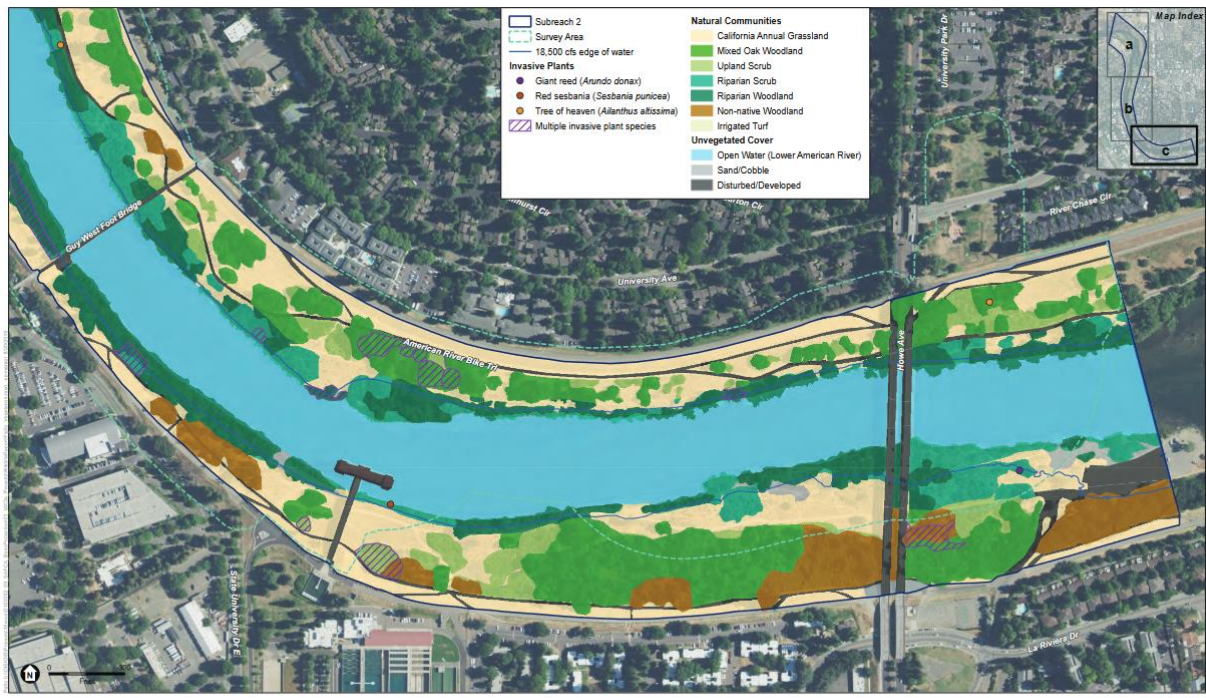 Subreach 2
Survey Area
18,500 cfs edge of water
Invasive Plants
Giant reed (Arundo donax)
Red sesbania (Sesbania punicea)
Tree of heaven (Ailanthus altissima)
Multiple invasive plant species
Natural Communities
California Annual Grassland
Mixed Oak Woodland
Upland Scrub
Riparian Scrub
Riparian Woodland
Non-native Woodland
Irrigated Turf
Unvegetated Cover
Open Water (Lower American River)
Sand/Cobble
Disturbed/Developed
University Park Dr
Map Index
a
b
c
Cir
Cir
River Chase Cir
Guy West Foot Bridge
University Ave
American River Bike Trl
Howe Ave
State University Dr E
La Riviera Dr
N
0